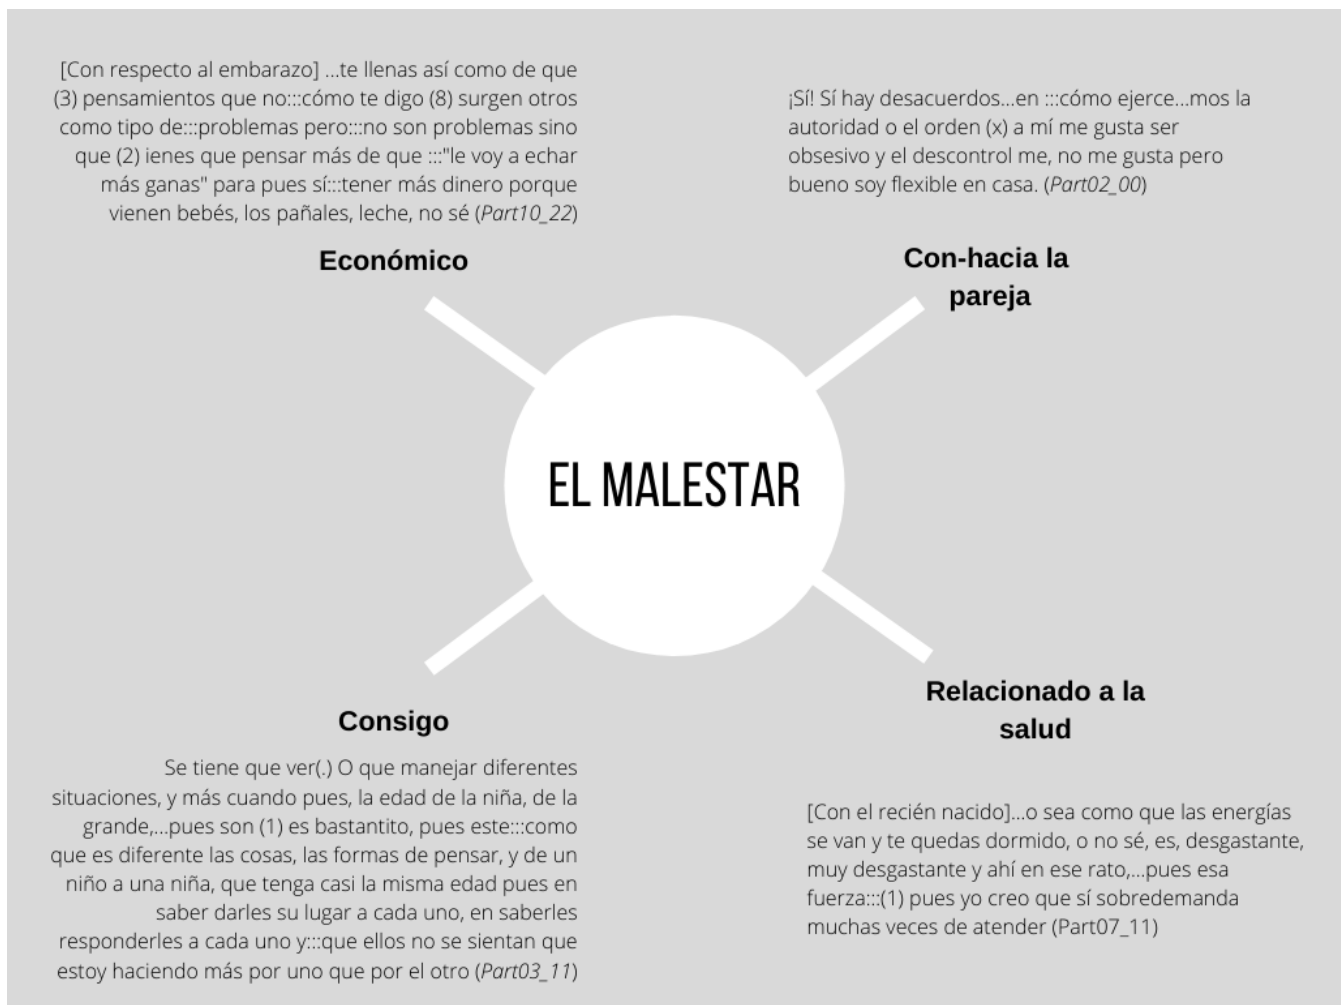 [Con respecto al embarazo] ...te llenas así como de que
(3) pensamientos que no:::cómo te digo (8) surgen otros
como tipo de:::problemas pero:::no son problemas sino
que (2) ienes que pensar más de que :::"le voy a echar
más ganas" para pues sí:::tener más dinero porque
vienen bebés, los pañales, leche, no sé (Part10_22)
Económico
¡Sí! Sí hay desacuerdos...en :::cómo ejerce...mos la
autoridad o el orden (x) a mí me gusta ser
obsesivo y el descontrol me, no me gusta pero
bueno soy flexible en casa. (Part02_00)
Con-hacia la
pareja
EL MALESTAR
Consigo
Se tiene que ver(.) O que manejar diferentes
situaciones, y más cuando pues, la edad de la niña, de la
grande,...pues son (1) es bastantito, pues este:::como
que es diferente las cosas, las formas de pensar, y de un
niño a una niña, que tenga casi la misma edad pues en
saber darles su lugar a cada uno, en saberles
responderles a cada uno y:::que ellos no se sientan que
estoy haciendo más por uno que por el otro (Part03_11)
Relacionado a la
salud
[Con el recién nacido]...o sea como que las energías
se van y te quedas dormido, o no sé, es, desgastante,
muy desgastante y ahí en ese rato,...pues esa
fuerza:::(1) pues yo creo que sí sobredemanda
muchas veces de atender (Part07_11)